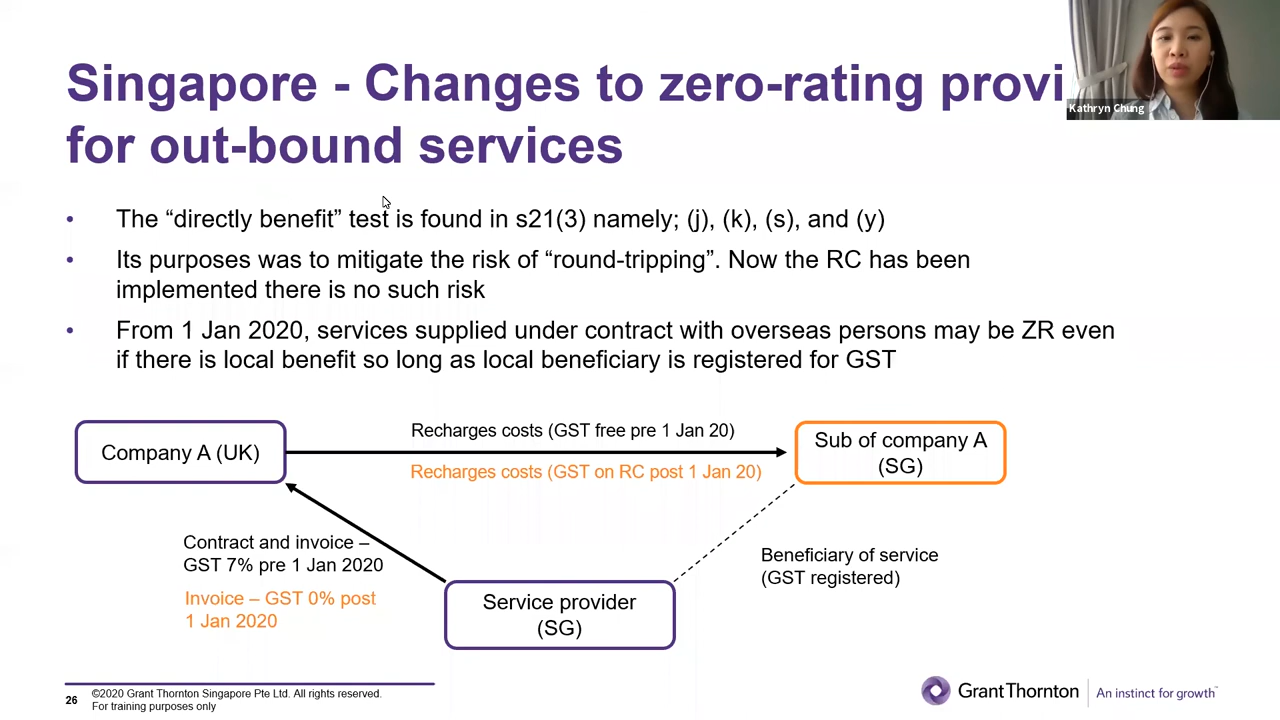 Singapore - Changes to zero-rating provi
for out-bound services
Kathryn Chung
• The “directly benefit” test is found in s21(3) namely; (j), (k), (s), and (y)
• Its purposes was to mitigate the risk of “round-tripping”. Now the RC has been
implemented there is no such risk
• From 1 Jan 2020, services supplied under contract with overseas persons may be ZR even
if there is local benefit so long as local beneficiary is registered for GST
Company A (UK)
Recharges costs (GST free pre 1 Jan 20)
Recharges costs (GST on RC post 1 Jan 20)
Sub of company A
(SG)
Contract and invoice –
GST 7% pre 1 Jan 2020
Invoice – GST 0% post
1 Jan 2020
Beneficiary of service
(GST registered)
Service provider
(SG)
26
©2020 Grant Thornton Singapore Pte Ltd. All rights reserved.
For training purposes only
GrantThornton
An instinct for growth™